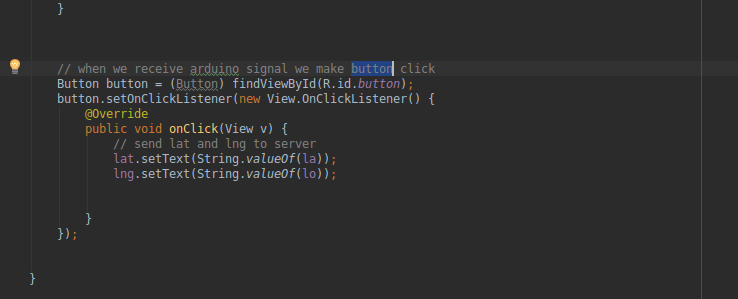 }
// when we receive arduino signal we make button click
Button button = (Button) findViewById(R.id.button);
button.setOnClickListener(new View.OnClickListener() {
@Override
public void onClick(View v) {
// send lat and lng to server
lat.setText(String.valueOf(la));
lng.setText(String.valueOf(lo));
}
});
}